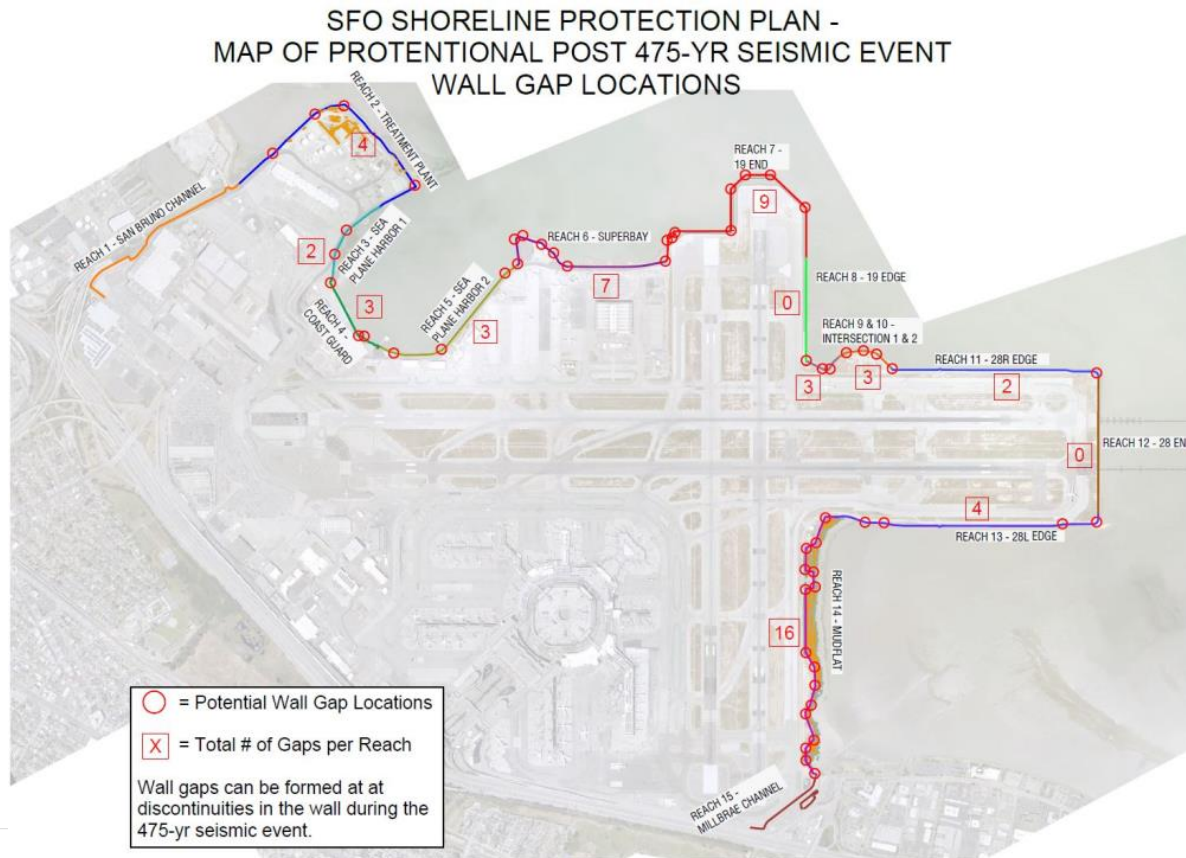 SFO SHORELINE PROTECTION PLAN -
MAP OF PROTENTIONAL POST 475-YR SEISMIC EVENT
WALL GAP LOCATIONS
REACH 1 - SAN BRUNO CHANNEL
REACH 2 - TREATMENT PLANT
4
REACH 3 - SEA
PLANE HARBOR 1
2
REACH 4 -
COAST GUARD
3
REACH 5 - SEA
PLANE HARBOR 2
3
REACH 6 - SUPERBAY
7
REACH 7 -
19 END
9
REACH 8 - 19 EDGE
0
REACH 9 & 10 -
INTERSECTION 1 & 2
3
3
REACH 11 - 28R EDGE
2
REACH 12 - 28 EN
0
4
REACH 13 - 28L EDGE
REACH 14 - MUDFLAT
16
REACH 15 -
MILLBRAE CHANNEL
= Potential Wall Gap Locations
X = Total # of Gaps per Reach
Wall gaps can be formed at at
discontinuities in the wall during the
475-yr seismic event.